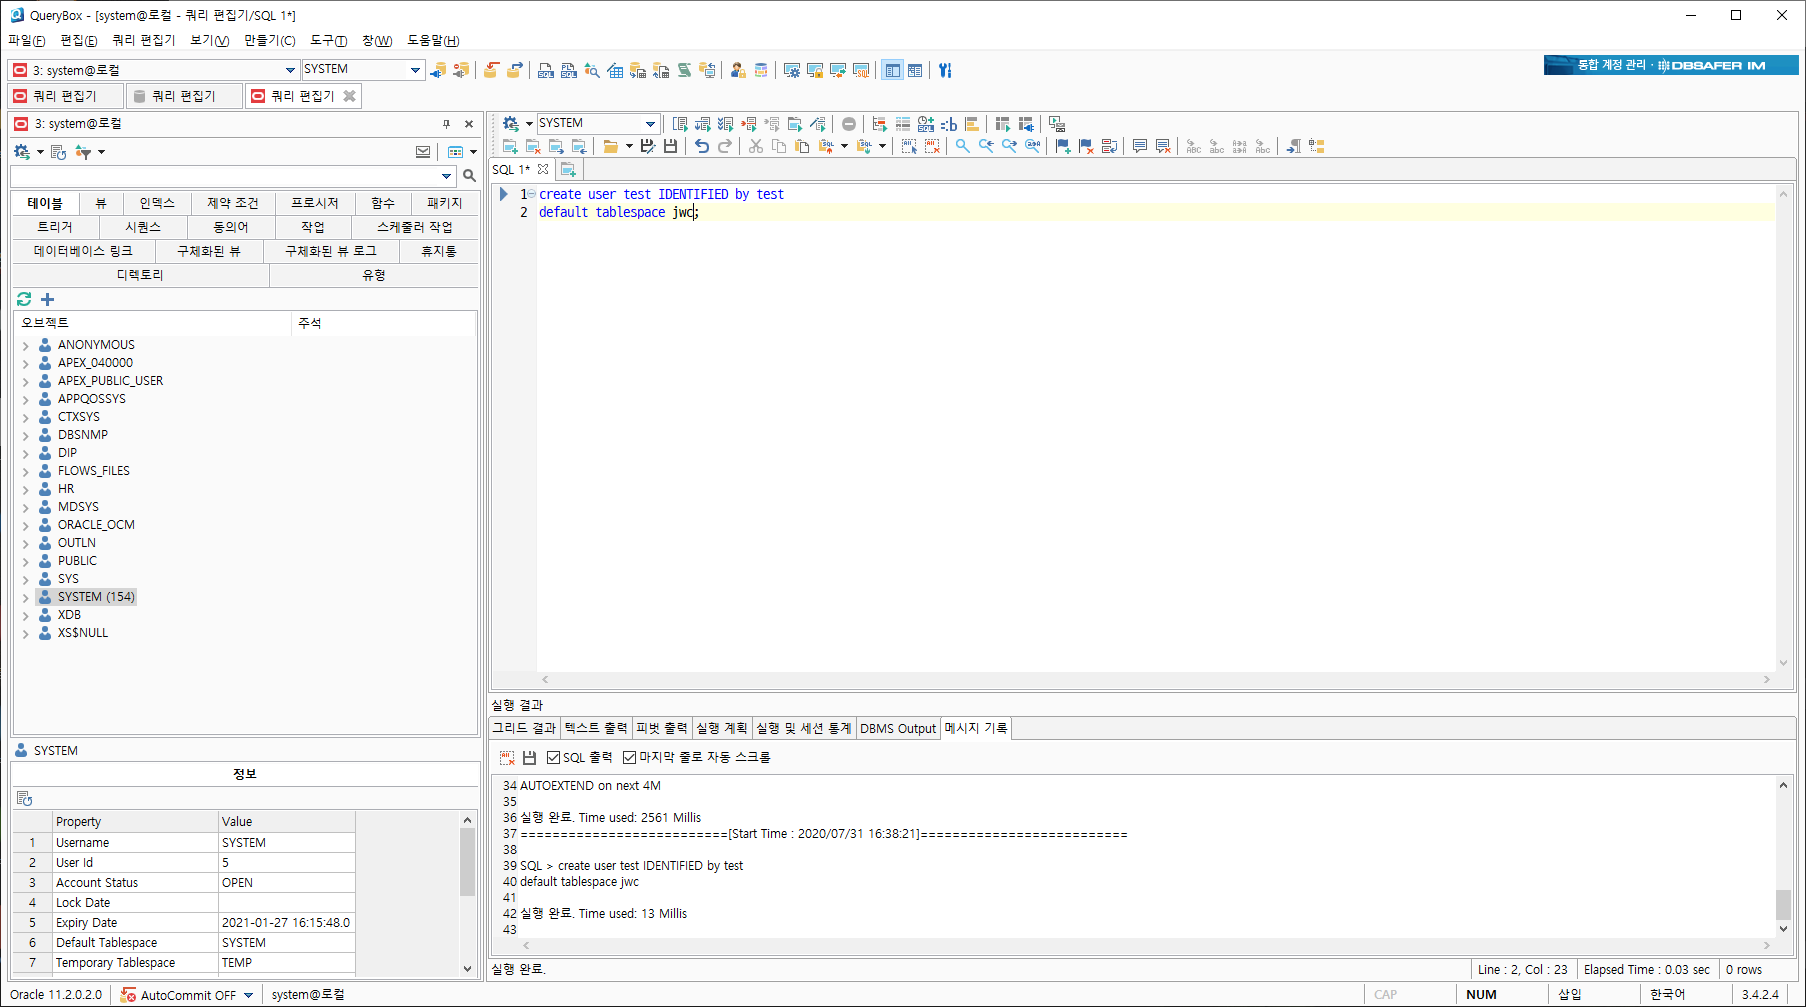 QueryBox - [system@로컬 - 쿼리 편집기/SQL 1*]
파일(F) 편집(E) 쿼리 편집기 보기(V) 만들기(C) 도구(T) 창(W) 도움말(H)
3: system@로컬 SYSTEM
통합 계정 관리 · DBSAFER IM
쿼리 편집기 쿼리 편집기 쿼리 편집기
3: system@로컬
SYSTEM
SQL 1*
테이블 뷰 인덱스 제약 조건 프로시저 함수 패키지
트리거 시퀀스 동의어 작업 스케줄러 작업
데이터베이스 링크 구체화된 뷰 구체화된 뷰 로그 휴지통
디렉토리 유형
오브젝트 주석
ANONYMOUS
APEX_040000
APEX_PUBLIC_USER
APPQOSSYS
CTXSYS
DBSNMP
DIP
FLOWS_FILES
HR
MDSYS
ORACLE_OCM
OUTLN
PUBLIC
SYS
SYSTEM (154)
XDB
XS$NULL
1 create user test IDENTIFIED by test
2 default tablespace jwc;
SYSTEM
정보
Property Value
1 Username SYSTEM
2 User Id 5
3 Account Status OPEN
4 Lock Date
5 Expiry Date 2021-01-27 16:15:48.0
6 Default Tablespace SYSTEM
7 Temporary Tablespace TEMP
실행 결과
그리드 결과 텍스트 출력 피벗 출력 실행 계획 실행 및 세션 통계 DBMS Output 메시지 기록
SQL 출력 마지막 줄로 자동 스크롤
34 AUTOEXTEND on next 4M
35
36 실행 완료. Time used: 2561 Millis
37 ==========================[Start Time : 2020/07/31 16:38:21]==========================
38
39 SQL > create user test IDENTIFIED by test
40 default tablespace jwc
41
42 실행 완료. Time used: 13 Millis
43
실행 완료. Line : 2, Col : 23 Elapsed Time : 0.03 sec 0 rows
Oracle 11.2.0.2.0 AutoCommit OFF system@로컬 CAP NUM 삽입 한국어 3.4.2.4